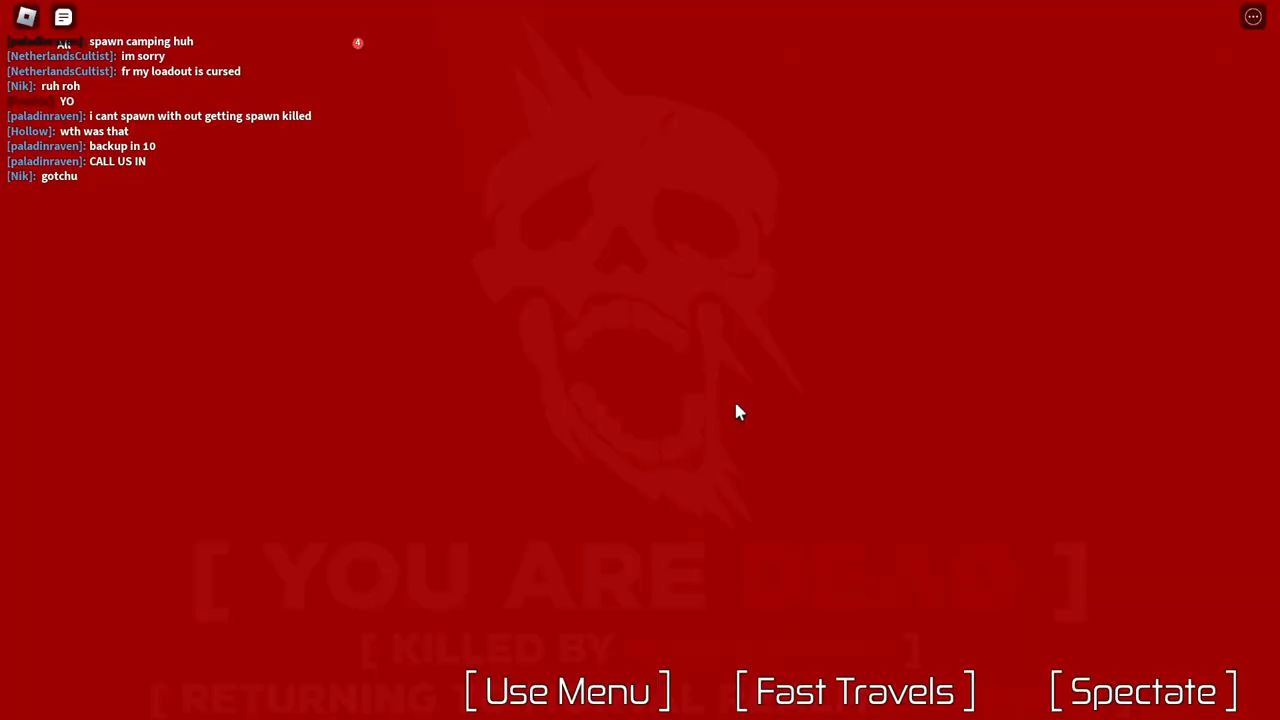 spawn camping huh
All
4
[NetherlandsCultist]: im sorry
[NetherlandsCultist]: fr my loadout is cursed
[Nik]: ruh roh
YO
[paladinraven]: i cant spawn with out getting spawn killed
[Hollow]: wth was that
[paladinraven]: backup in 10
[paladinraven]: CALL US IN
[Nik]: gotchu
[ YOU ARE ]
[ KILLED BY ]
[ RETURNING
[ Use Menu ] [ Fast Travels ] [ Spectate ]